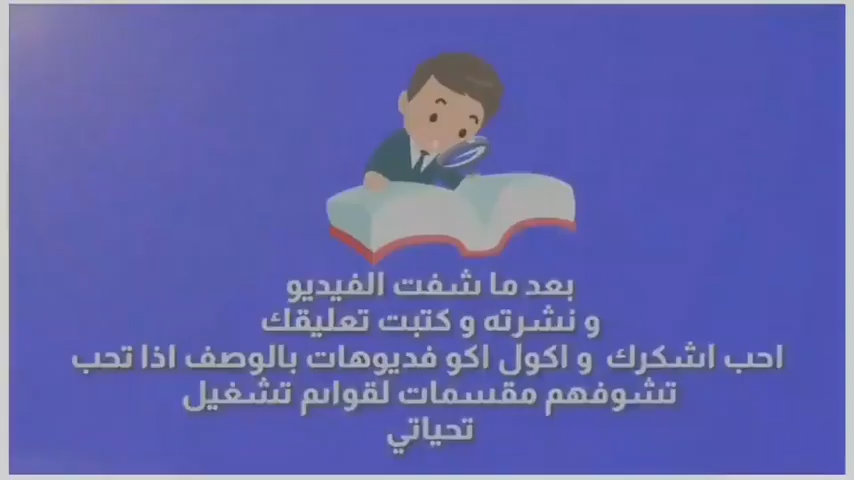 بعد ما شفت الفيديو
و نشرته و كتبت تعليقك
احب اشكرك و اكول اكو فديوهات بالوصف اذا تحب
تشوفهم مقسمات لقوائم تشغيل
تحياتي